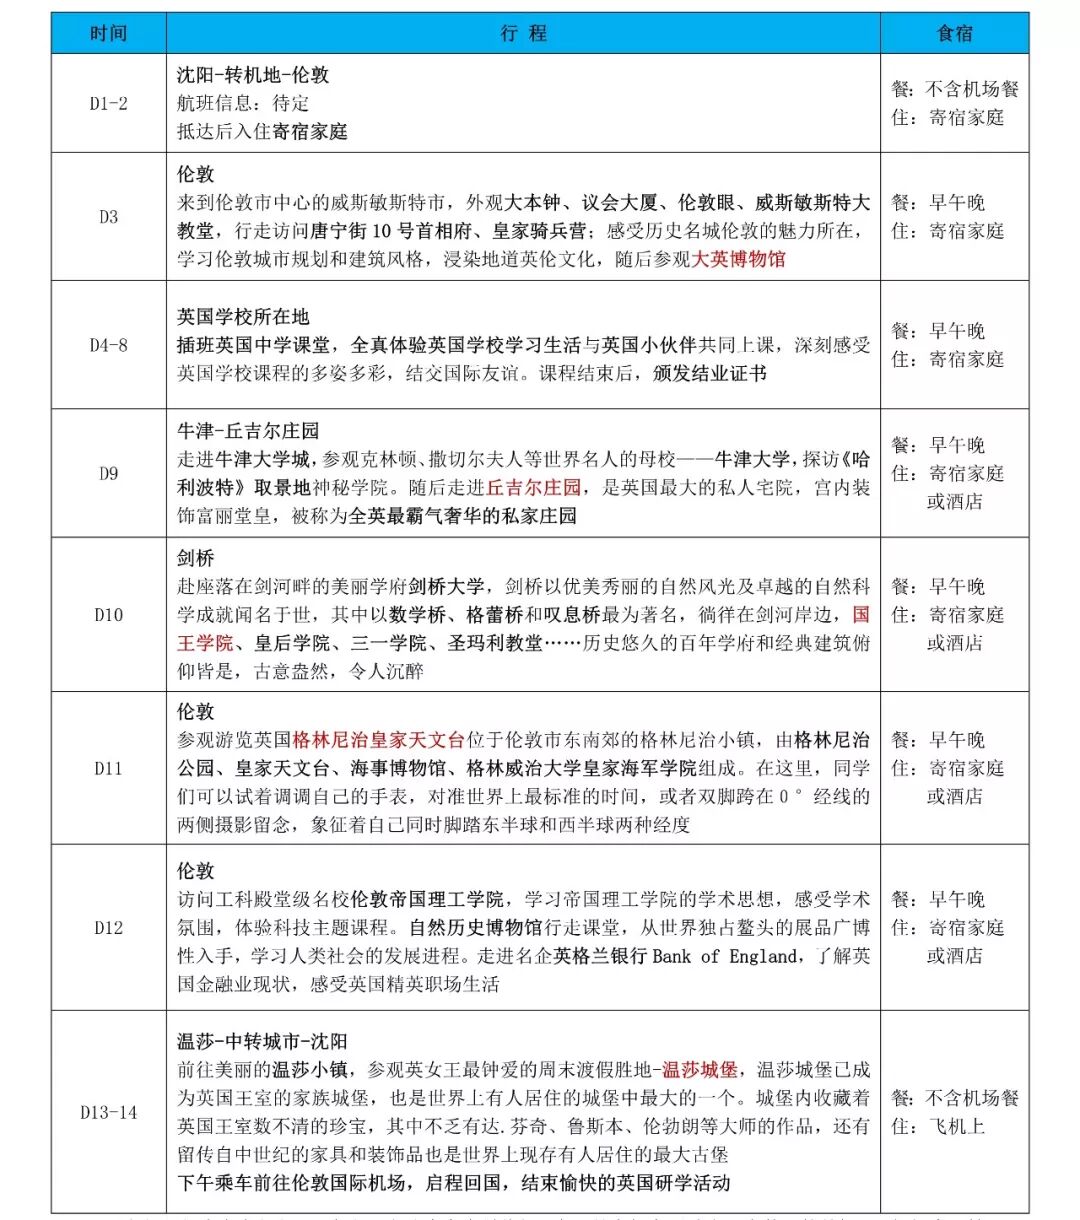 时间
行 程
食宿
D1-2
沈阳-转机地-伦敦
航班信息：待定
抵达后入住寄宿家庭
餐：不含机场餐
住：寄宿家庭
D3
伦敦
来到伦敦市中心的威斯敏斯特市，外观大本钟、议会大厦、伦敦眼、威斯敏斯特大
教堂，行走访问唐宁街 10 号首相府、皇家骑兵营；感受历史名城伦敦的魅力所在，
学习伦敦城市规划和建筑风格，浸染地道英伦文化，随后参观大英博物馆
餐：早午晚
住：寄宿家庭
D4-8
英国学校所在地
插班英国中学课堂，全真体验英国学校学习生活与英国小伙伴共同上课，深刻感受
英国学校课程的多姿多彩，结交国际友谊。课程结束后，颁发结业证书
餐：早午晚
住：寄宿家庭
D9
牛津-丘吉尔庄园
走进牛津大学城，参观克林顿、撒切尔夫人等世界名人的母校——牛津大学，探访《哈
利波特》取景地神秘学院。随后走进丘吉尔庄园，是英国最大的私人宅院，宫内装
饰富丽堂皇，被称为全英最霸气奢华的私家庄园
餐：早午晚
住：寄宿家庭
或酒店
D10
剑桥
赴座落在剑河畔的美丽学府剑桥大学，剑桥以优美秀丽的自然风光及卓越的自然科
学成就闻名于世，其中以数学桥、格蕾桥和叹息桥最为著名，徜徉在剑河岸边，国
王学院、皇后学院、三一学院、圣玛利教堂……历史悠久的百年学府和经典建筑俯
仰皆是，古意盎然，令人沉醉
餐：早午晚
住：寄宿家庭
或酒店
D11
伦敦
参观游览英国格林尼治皇家天文台位于伦敦市东南郊的格林尼治小镇，由格林尼治
公园、皇家天文台、海事博物馆、格林威治大学皇家海军学院组成。在这里，同学
们可以试着调调自己的手表，对准世界上最标准的时间，或者双脚跨在 0 °经线的
两侧摄影留念，象征着自己同时脚踏东半球和西半球两种经度
餐：早午晚
住：寄宿家庭
或酒店
D12
伦敦
访问工科殿堂级名校伦敦帝国理工学院，学习帝国理工学院的学术思想，感受学术
氛围，体验科技主题课程。自然历史博物馆行走课堂，从世界独占鳌头的展品广博
性入手，学习人类社会的发展进程。走进名企英格兰银行 Bank of England，了解英
国金融业现状，感受英国精英职场生活
餐：早午晚
住：寄宿家庭
或酒店
D13-14
温莎-中转城市-沈阳
前往美丽的温莎小镇，参观英女王最钟爱的周末渡假胜地-温莎城堡，温莎城堡已成
为英国王室的家族城堡，也是世界上有人居住的城堡中最大的一个。城堡内收藏着
英国王室数不清的珍宝，其中不乏有达.芬奇、鲁斯本、伦勃朗等大师的作品，还有
留传自中世纪的家具和装饰品也是世界上现存有人居住的最大古堡
下午乘车前往伦敦国际机场，启程回国，结束愉快的英国研学活动
餐：不含机场餐
住：飞机上